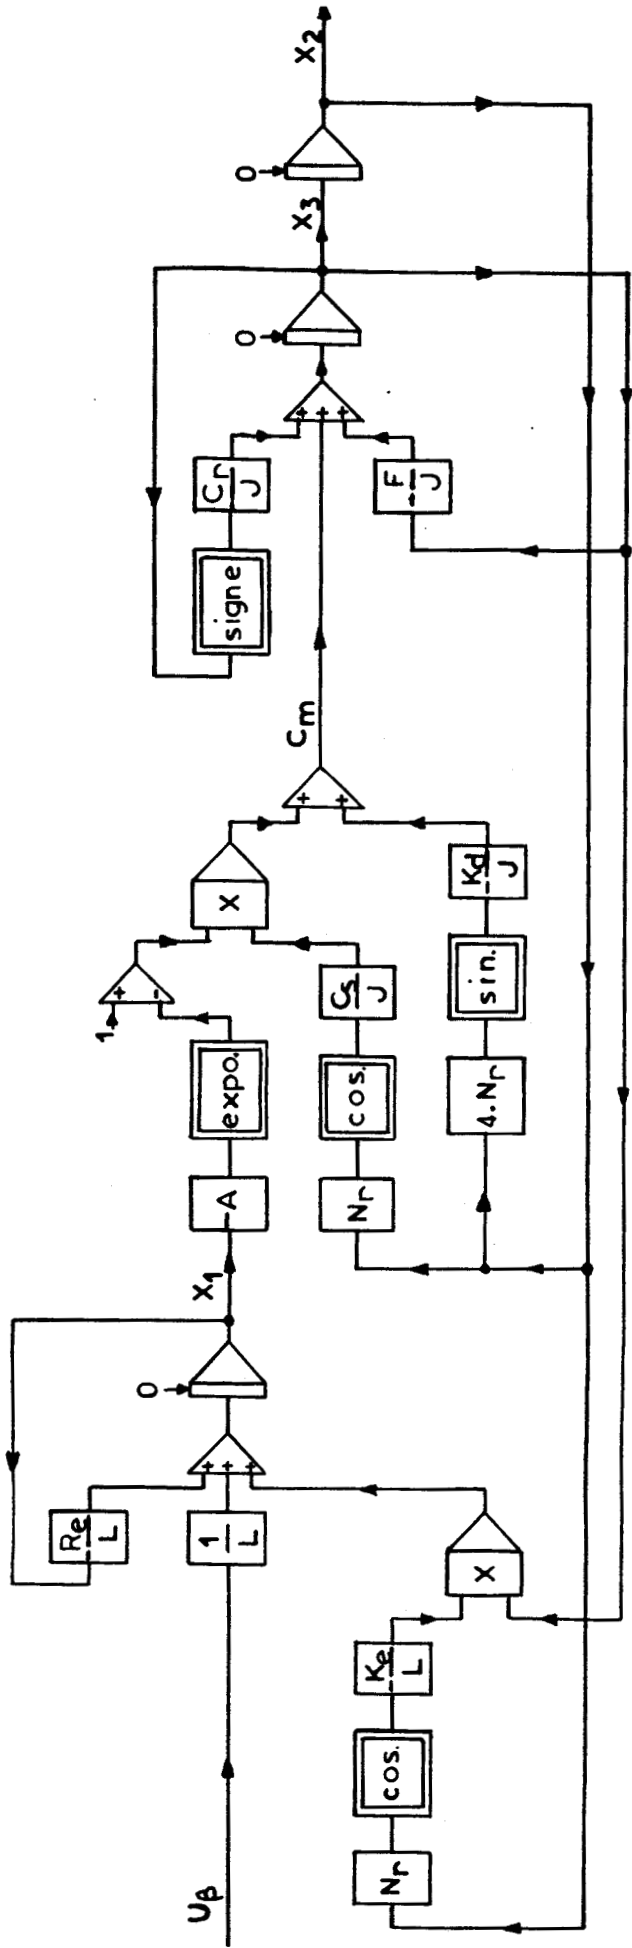 Uβ
Nr
cos.
Ke
L
X
Re
L
1
L
+
+
+
0
X1
-A
expo.
1
+
-
Nr
cos.
Cs
J
X
4.Nr
sin.
Kd
J
+
+
Cm
signe
Cr
J
F
J
+
+
+
0
X3
0
X2